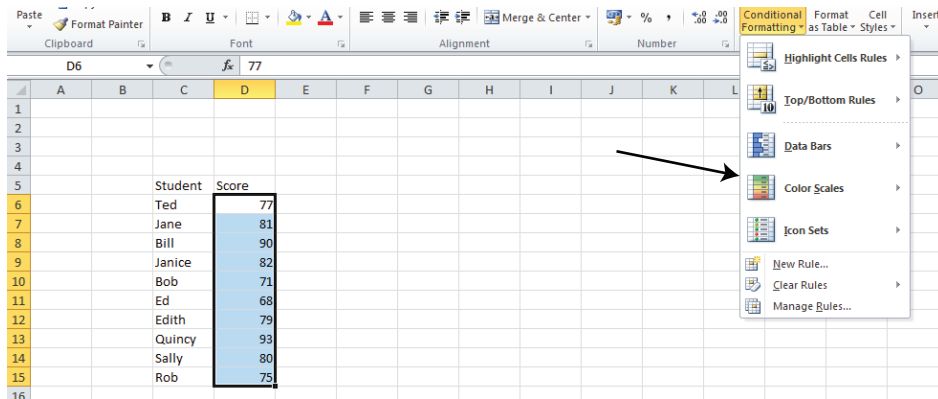 Paste
Format Painter
B I U
A
Merge & Center
$ % ,
.0 .00
.00 .0
Conditional Formatting
Format as Table
Cell Styles
Insert
Clipboard
Font
Alignment
Number
D6
fx
77
A B C D E F G H I J K L O
1
2
3
4
5 Student Score
6 Ted 77
7 Jane 81
8 Bill 90
9 Janice 82
10 Bob 71
11 Ed 68
12 Edith 79
13 Quincy 93
14 Sally 80
15 Rob 75
16
Highlight Cells Rules
10
Top/Bottom Rules
Data Bars
Color Scales
Icon Sets
New Rule...
Clear Rules
Manage Rules...